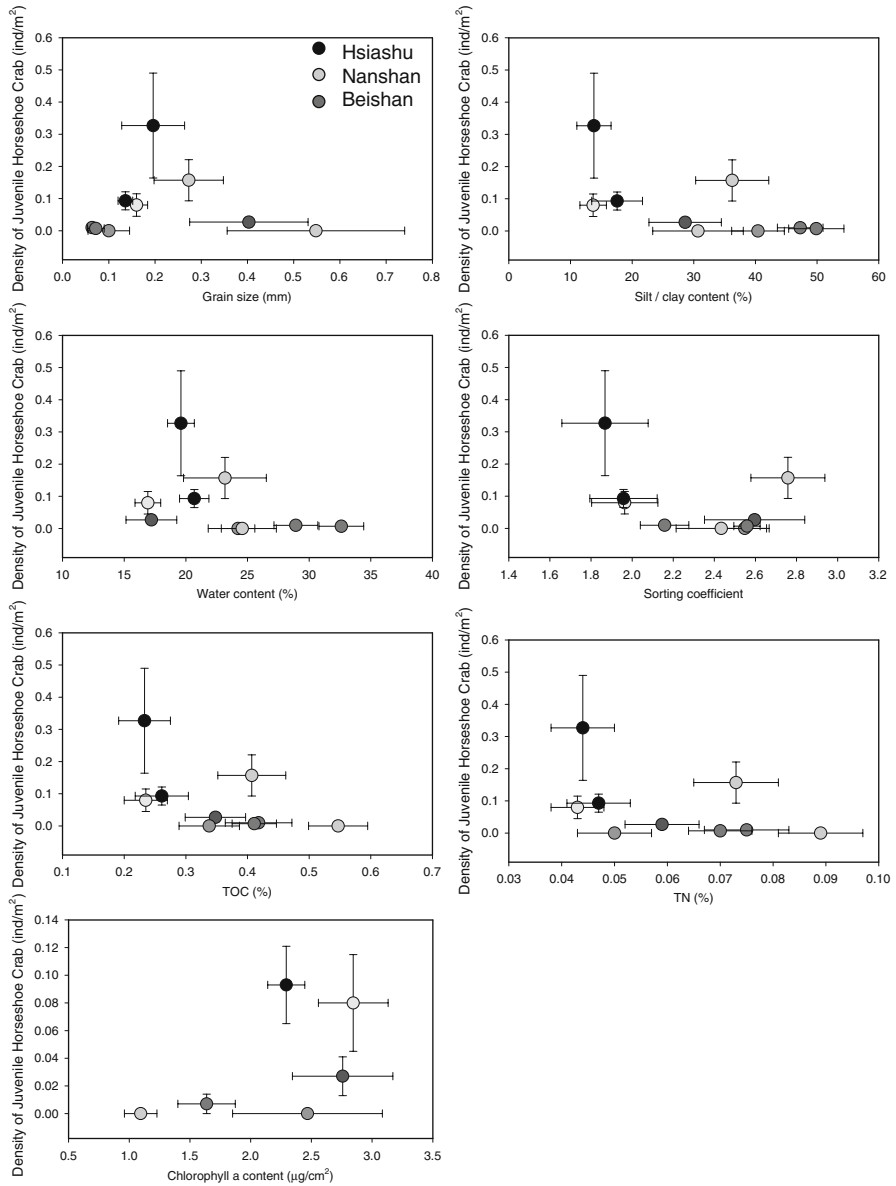 Density of Juvenile Horseshoe Crab (ind/m²)
0.6
0.5
0.4
0.3
0.2
0.1
0.0
Hsiashu
Nanshan
Beishan
0.0 0.1 0.2 0.3 0.4 0.5 0.6 0.7 0.8
Grain size (mm)
Density of Juvenile Horseshoe Crab (ind/m²)
0.6
0.5
0.4
0.3
0.2
0.1
0.0
0 10 20 30 40 50 60
Silt / clay content (%)
Density of Juvenile Horseshoe Crab (ind/m²)
0.6
0.5
0.4
0.3
0.2
0.1
0.0
10 15 20 25 30 35 40
Water content (%)
Density of Juvenile Horseshoe Crab (ind/m²)
0.6
0.5
0.4
0.3
0.2
0.1
0.0
1.4 1.6 1.8 2.0 2.2 2.4 2.6 2.8 3.0 3.2
Sorting coefficient
Density of Juvenile Horseshoe Crab (ind/m²)
0.6
0.5
0.4
0.3
0.2
0.1
0.0
0.1 0.2 0.3 0.4 0.5 0.6 0.7
TOC (%)
Density of Juvenile Horseshoe Crab (ind/m²)
0.6
0.5
0.4
0.3
0.2
0.1
0.0
0.03 0.04 0.05 0.06 0.07 0.08 0.09 0.10
TN (%)
Density of Juvenile Horseshoe Crab (ind/m²)
0.14
0.12
0.10
0.08
0.06
0.04
0.02
0.00
0.5 1.0 1.5 2.0 2.5 3.0 3.5
Chlorophyll a content (μg/cm²)